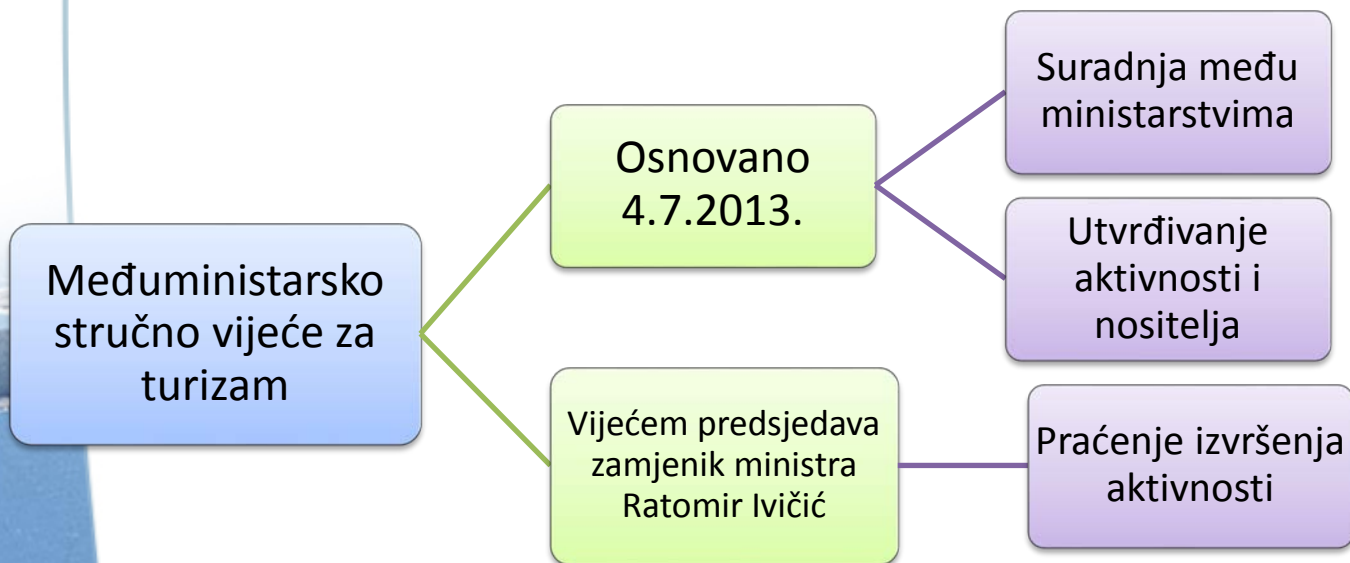 Međuministarsko
stručno vijeće za
turizam
Osnovano
4.7.2013.
Vijećem predsjedava
zamjenik ministra
Ratomir Ivičić
Suradnja među
ministarstvima
Utvrđivanje
aktivnosti i
nositelja
Praćenje izvršenja
aktivnosti